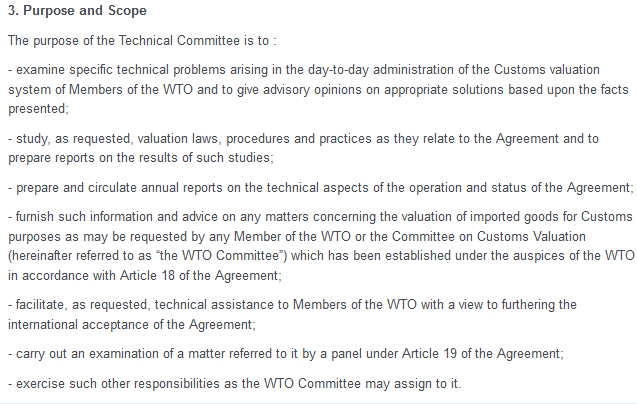 3. Purpose and Scope
The purpose of the Technical Committee is to :
- examine specific technical problems arising in the day-to-day administration of the Customs valuation
system of Members of the WTO and to give advisory opinions on appropriate solutions based upon the facts
presented;
- study, as requested, valuation laws, procedures and practices as they relate to the Agreement and to
prepare reports on the results of such studies;
- prepare and circulate annual reports on the technical aspects of the operation and status of the Agreement;
- furnish such information and advice on any matters concerning the valuation of imported goods for Customs
purposes as may be requested by any Member of the WTO or the Committee on Customs Valuation
(hereinafter referred to as “the WTO Committee”) which has been established under the auspices of the WTO
in accordance with Article 18 of the Agreement;
- facilitate, as requested, technical assistance to Members of the WTO with a view to furthering the
international acceptance of the Agreement;
- carry out an examination of a matter referred to it by a panel under Article 19 of the Agreement;
- exercise such other responsibilities as the WTO Committee may assign to it.